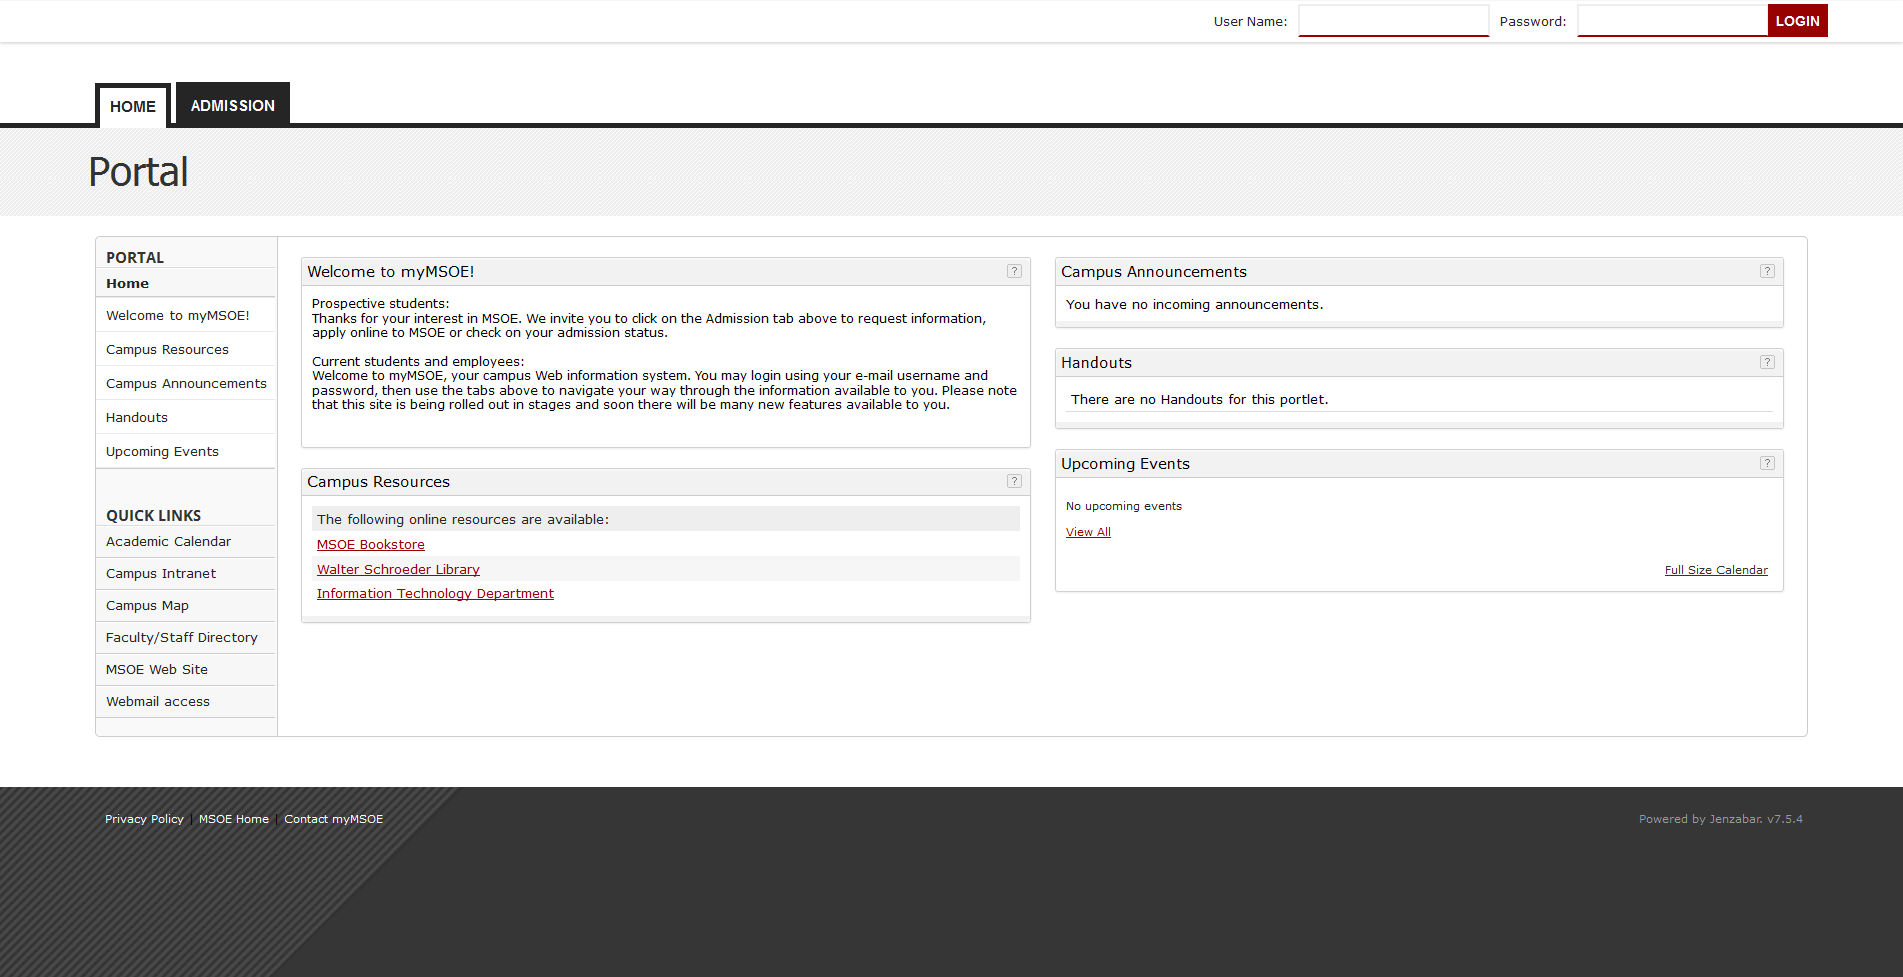 User Name:
Password:
LOGIN
HOME
ADMISSION
Portal
PORTAL
Home
Welcome to myMSOE!
Campus Resources
Campus Announcements
Handouts
Upcoming Events
QUICK LINKS
Academic Calendar
Campus Intranet
Campus Map
Faculty/Staff Directory
MSOE Web Site
Webmail access
Welcome to myMSOE!
?
Prospective students:
Thanks for your interest in MSOE. We invite you to click on the Admission tab above to request information,
apply online to MSOE or check on your admission status.
Current students and employees:
Welcome to myMSOE, your campus Web information system. You may login using your e-mail username and
password, then use the tabs above to navigate your way through the information available to you. Please note
that this site is being rolled out in stages and soon there will be many new features available to you.
Campus Resources
?
The following online resources are available:
MSOE Bookstore
Walter Schroeder Library
Information Technology Department
Campus Announcements
?
You have no incoming announcements.
Handouts
?
There are no Handouts for this portlet.
Upcoming Events
?
No upcoming events
View All
Full Size Calendar
Privacy Policy | MSOE Home | Contact myMSOE
Powered by Jenzabar. v7.5.4